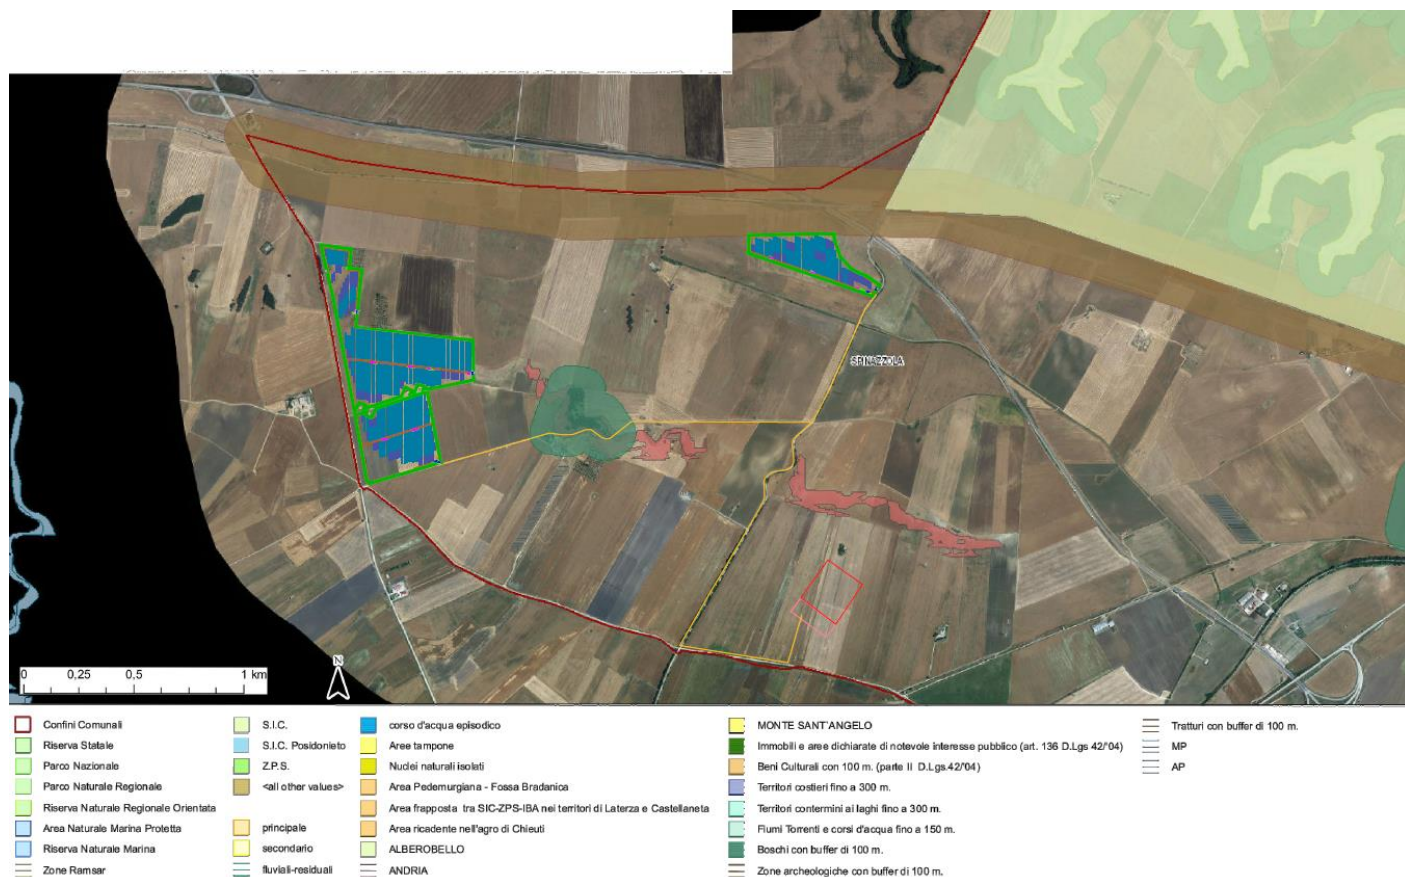 SPINAZZOLA
N
0 0,25 0,5 1 km
Confini Comunali
Riserva Statale
Parco Nazionale
Parco Naturale Regionale
Riserva Naturale Regionale Orientata
Area Naturale Marina Protetta
Riserva Naturale Marina
Zone Ramsar
S.I.C.
S.I.C. Posidonieto
Z.P.S.
<all other values>
principale
secondario
fluviali-residuali
corso d'acqua episodico
Aree tampone
Nuclei naturali isolati
Area Pedemurgiana - Fossa Bradanica
Area frapposta tra SIC-ZPS-IBA nei territori di Laterza e Castellaneta
Area ricadente nell'agro di Chieuti
ALBEROBELLO
ANDRIA
MONTE SANT'ANGELO
Immobili e aree dichiarate di notevole interesse pubblico (art. 136 D.Lgs 42/'04)
Beni Culturali con 100 m. (parte II D.Lgs.42/'04)
Territori costieri fino a 300 m.
Territori contermini ai laghi fino a 300 m.
Fiumi Torrenti e corsi d'acqua fino a 150 m.
Boschi con buffer di 100 m.
Zone archeologiche con buffer di 100 m.
Tratturi con buffer di 100 m.
MP
AP